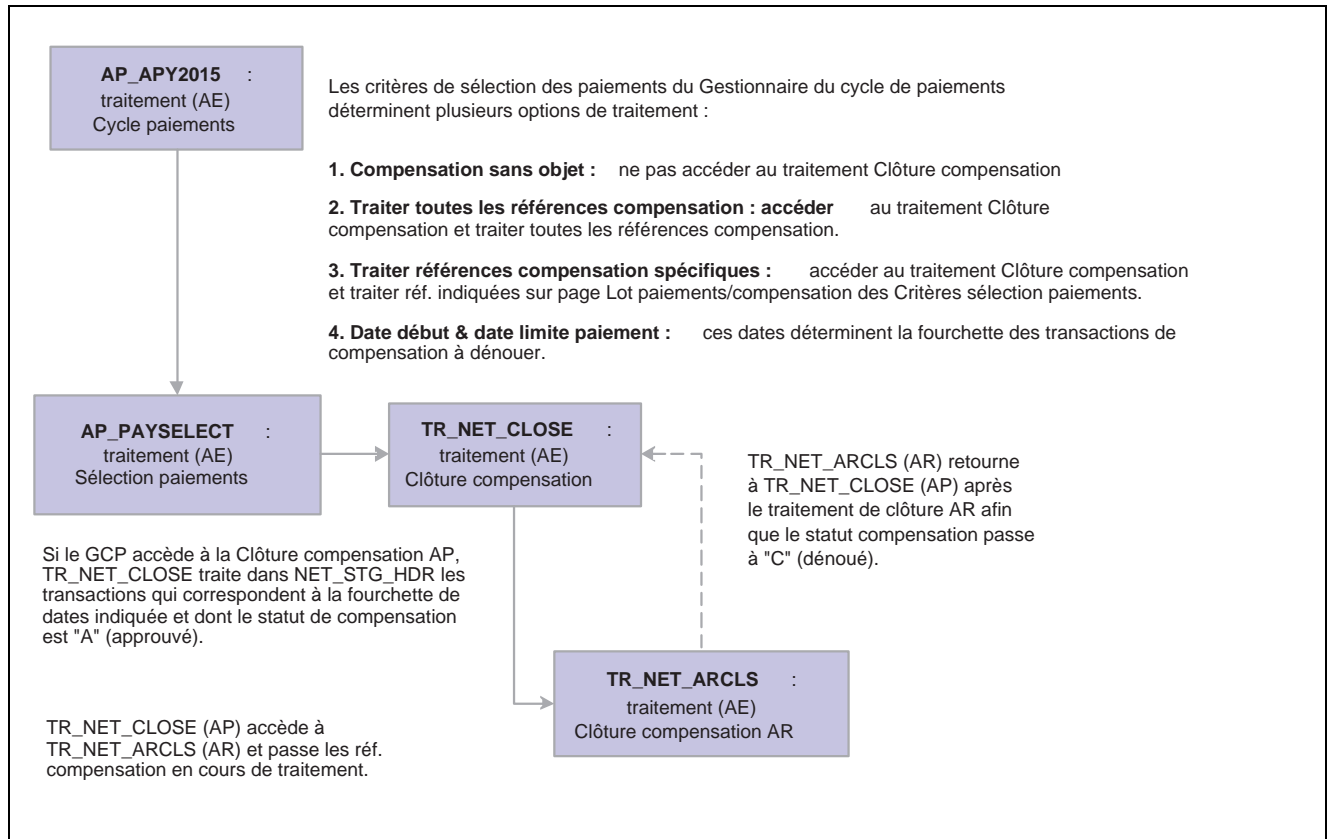 AP_APY2015 :
traitement (AE)
Cycle paiements
Les critères de sélection des paiements du Gestionnaire du cycle de paiements
déterminent plusieurs options de traitement :
1. Compensation sans objet : ne pas accéder au traitement Clôture compensation
2. Traiter toutes les références compensation : accéder au traitement Clôture
compensation et traiter toutes les références compensation.
3. Traiter références compensation spécifiques : accéder au traitement Clôture compensation
et traiter réf. indiquées sur page Lot paiements/compensation des Critères sélection paiements.
4. Date début & date limite paiement : ces dates déterminent la fourchette des transactions de
compensation à dénouer.
AP_PAYSELECT :
traitement (AE)
Sélection paiements
TR_NET_CLOSE :
traitement (AE)
Clôture compensation
TR_NET_ARCLS (AR) retourne
à TR_NET_CLOSE (AP) après
le traitement de clôture AR afin
que le statut compensation passe
à "C" (dénoué).
Si le GCP accède à la Clôture compensation AP,
TR_NET_CLOSE traite dans NET_STG_HDR les
transactions qui correspondent à la fourchette de
dates indiquée et dont le statut de compensation
est "A" (approuvé).
TR_NET_ARCLS :
traitement (AE)
Clôture compensation AR
TR_NET_CLOSE (AP) accède à
TR_NET_ARCLS (AR) et passe les réf.
compensation en cours de traitement.